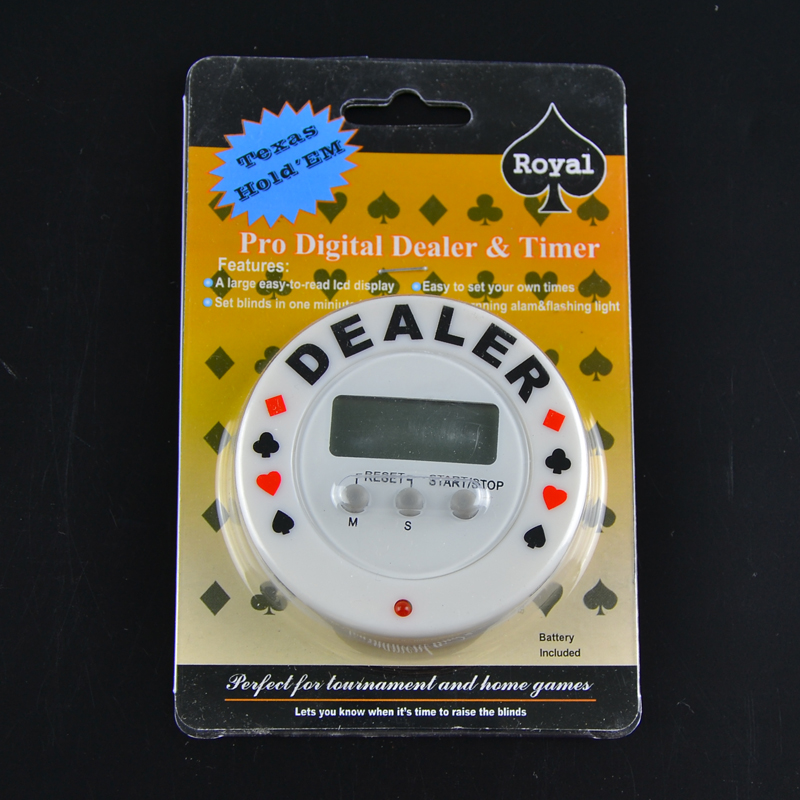 Texas
Hold'EM
Royal
Pro Digital Dealer & Timer
Features:
A large easy-to-read lcd display
Easy to set your own times
Set blinds in one
alam&flashing light
DEALER
RESET
START/STOP
M
S
Battery
Included
Perfect for tournament and home games
Lets you know when it's time to raise the blinds